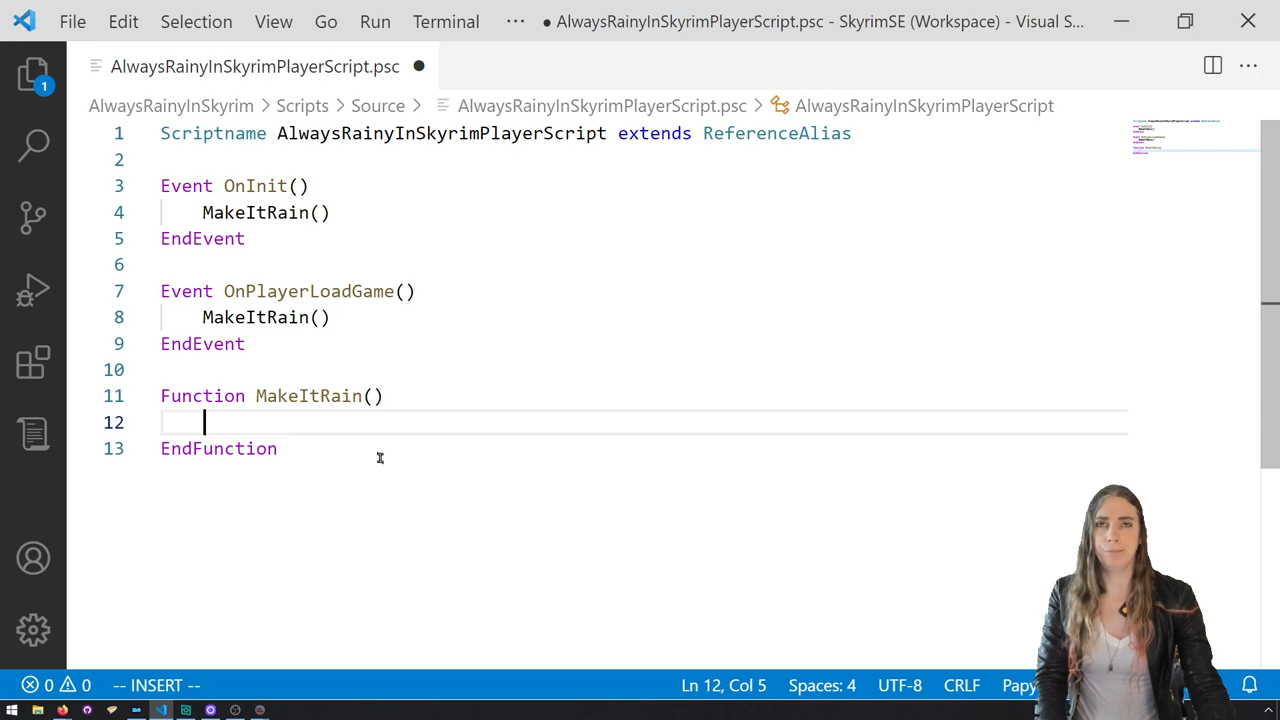 File Edit Selection View Go Run Terminal ··· ● AlwaysRainyInSkyrimPlayerScript.psc - SkyrimSE (Workspace) - Visual S...
AlwaysRainyInSkyrimPlayerScript.psc ●
AlwaysRainyInSkyrim > Scripts > Source > AlwaysRainyInSkyrimPlayerScript.psc > AlwaysRainyInSkyrimPlayerScript
1 Scriptname AlwaysRainyInSkyrimPlayerScript extends ReferenceAlias
2
3 Event OnInit()
4 MakeItRain()
5 EndEvent
6
7 Event OnPlayerLoadGame()
8 MakeItRain()
9 EndEvent
10
11 Function MakeItRain()
12
13 EndFunction
1
0 0 -- INSERT -- Ln 12, Col 5 Spaces: 4 UTF-8 CRLF Papy